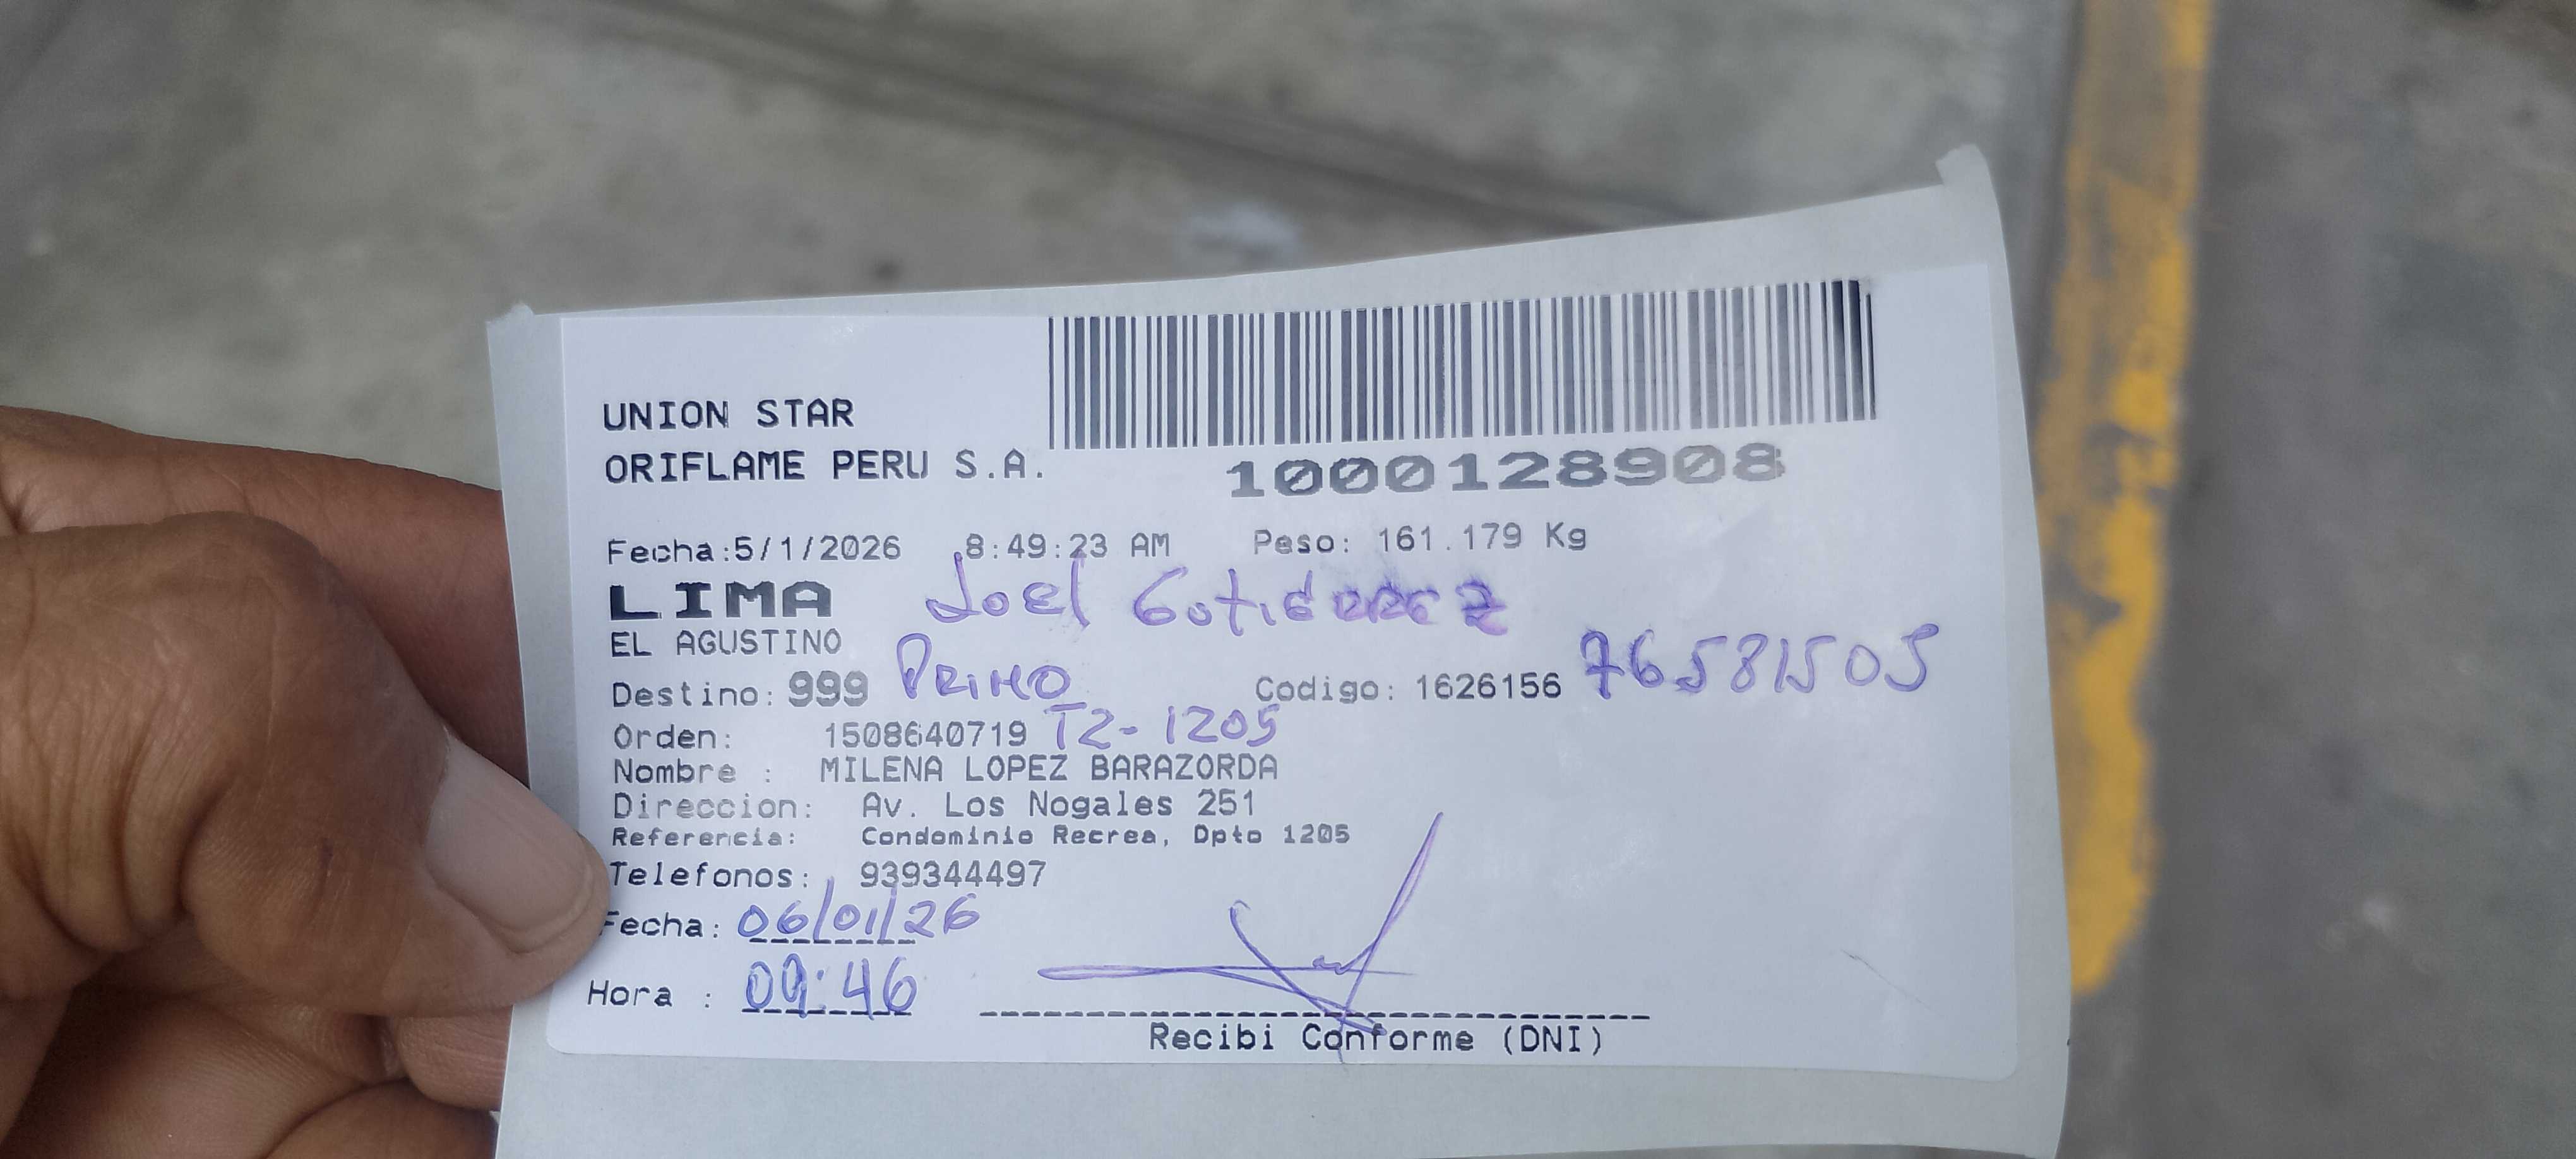 UNION STAR
ORIFLAME PERU S.A.
1000128908
Fecha:5/1/2026 8:49:23 AM Peso: 161.179 Kg
LIMA Joel Gutierrez
EL AGUSTINO
Destino: 999 PRIMO Codigo: 1626156 76581505
Orden: 1508640719 T2-1205
Nombre : MILENA LOPEZ BARAZORDA
Direccion: Av. Los Nogales 251
Referencia: Condominio Recrea, Dpto 1205
Telefonos: 939344497
Fecha: 06/01/26
Hora : 09:46
Recibi Conforme (DNI)